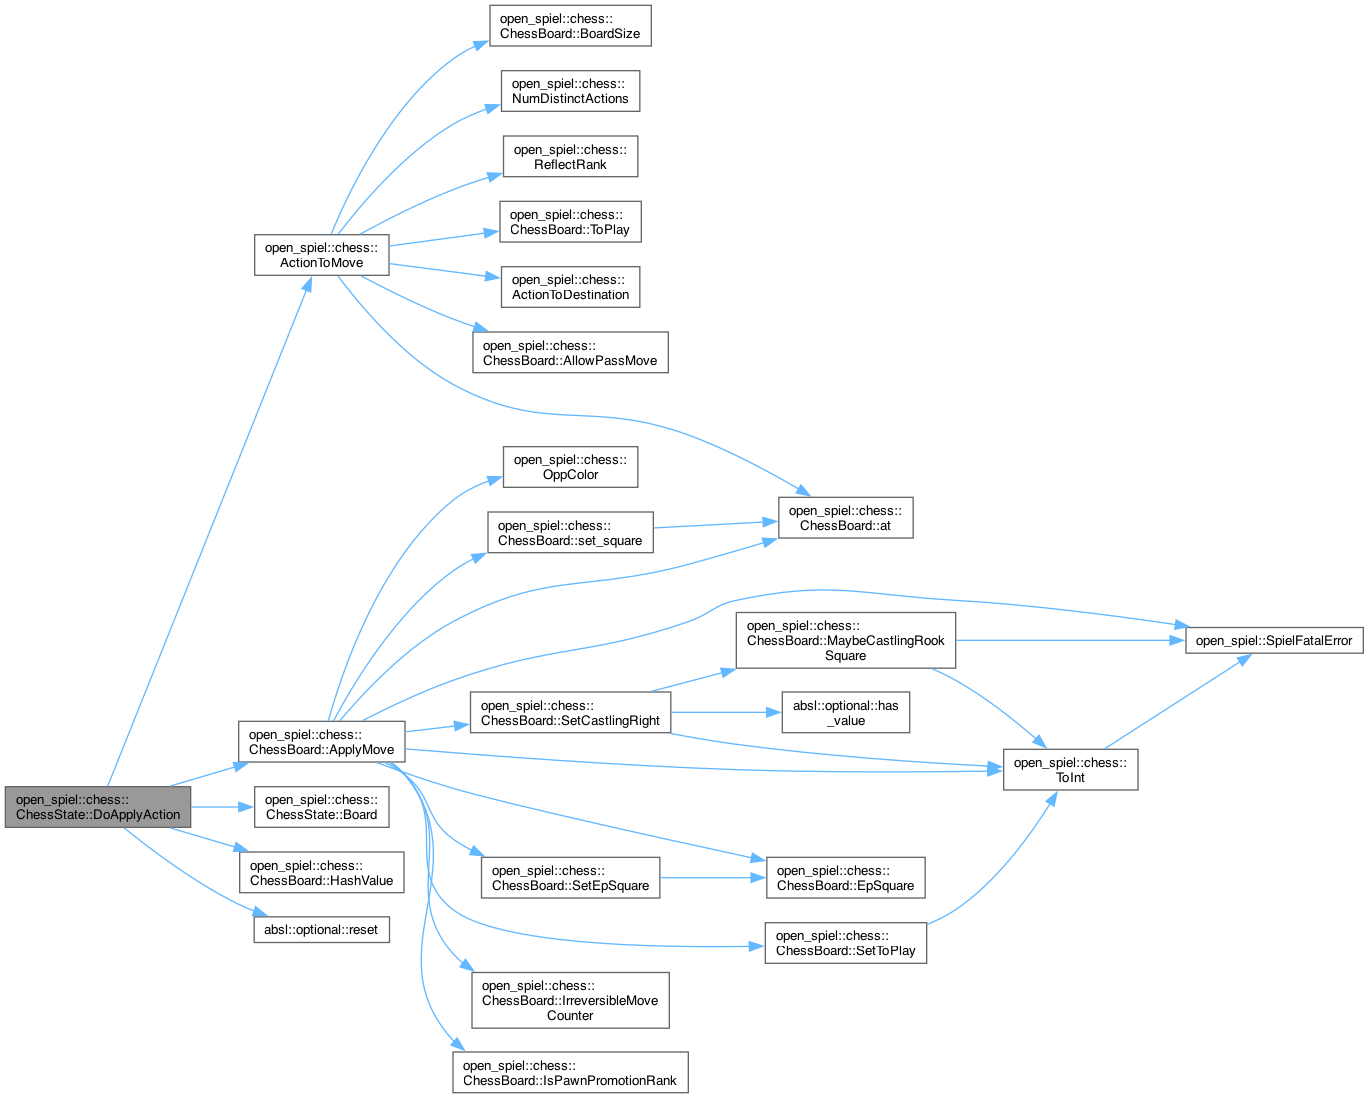 open_spiel::chess::
ChessBoard::BoardSize
open_spiel::chess::
NumDistinctActions
open_spiel::chess::
ReflectRank
open_spiel::chess::
ChessBoard::ToPlay
open_spiel::chess::
ActionToMove
open_spiel::chess::
ActionToDestination
open_spiel::chess::
ChessBoard::AllowPassMove
open_spiel::chess::
OppColor
open_spiel::chess::
ChessBoard::at
open_spiel::chess::
ChessBoard::set_square
open_spiel::chess::
ChessBoard::MaybeCastlingRook
Square
open_spiel::SpielFatalError
open_spiel::chess::
ChessBoard::SetCastlingRight
absl::optional::has
_value
open_spiel::chess::
ChessBoard::ApplyMove
open_spiel::chess::
ToInt
open_spiel::chess::
ChessState::DoApplyAction
open_spiel::chess::
ChessState::Board
open_spiel::chess::
ChessBoard::HashValue
open_spiel::chess::
ChessBoard::SetEpSquare
open_spiel::chess::
ChessBoard::EpSquare
absl::optional::reset
open_spiel::chess::
ChessBoard::SetToPlay
open_spiel::chess::
ChessBoard::IrreversibleMove
Counter
open_spiel::chess::
ChessBoard::IsPawnPromotionRank